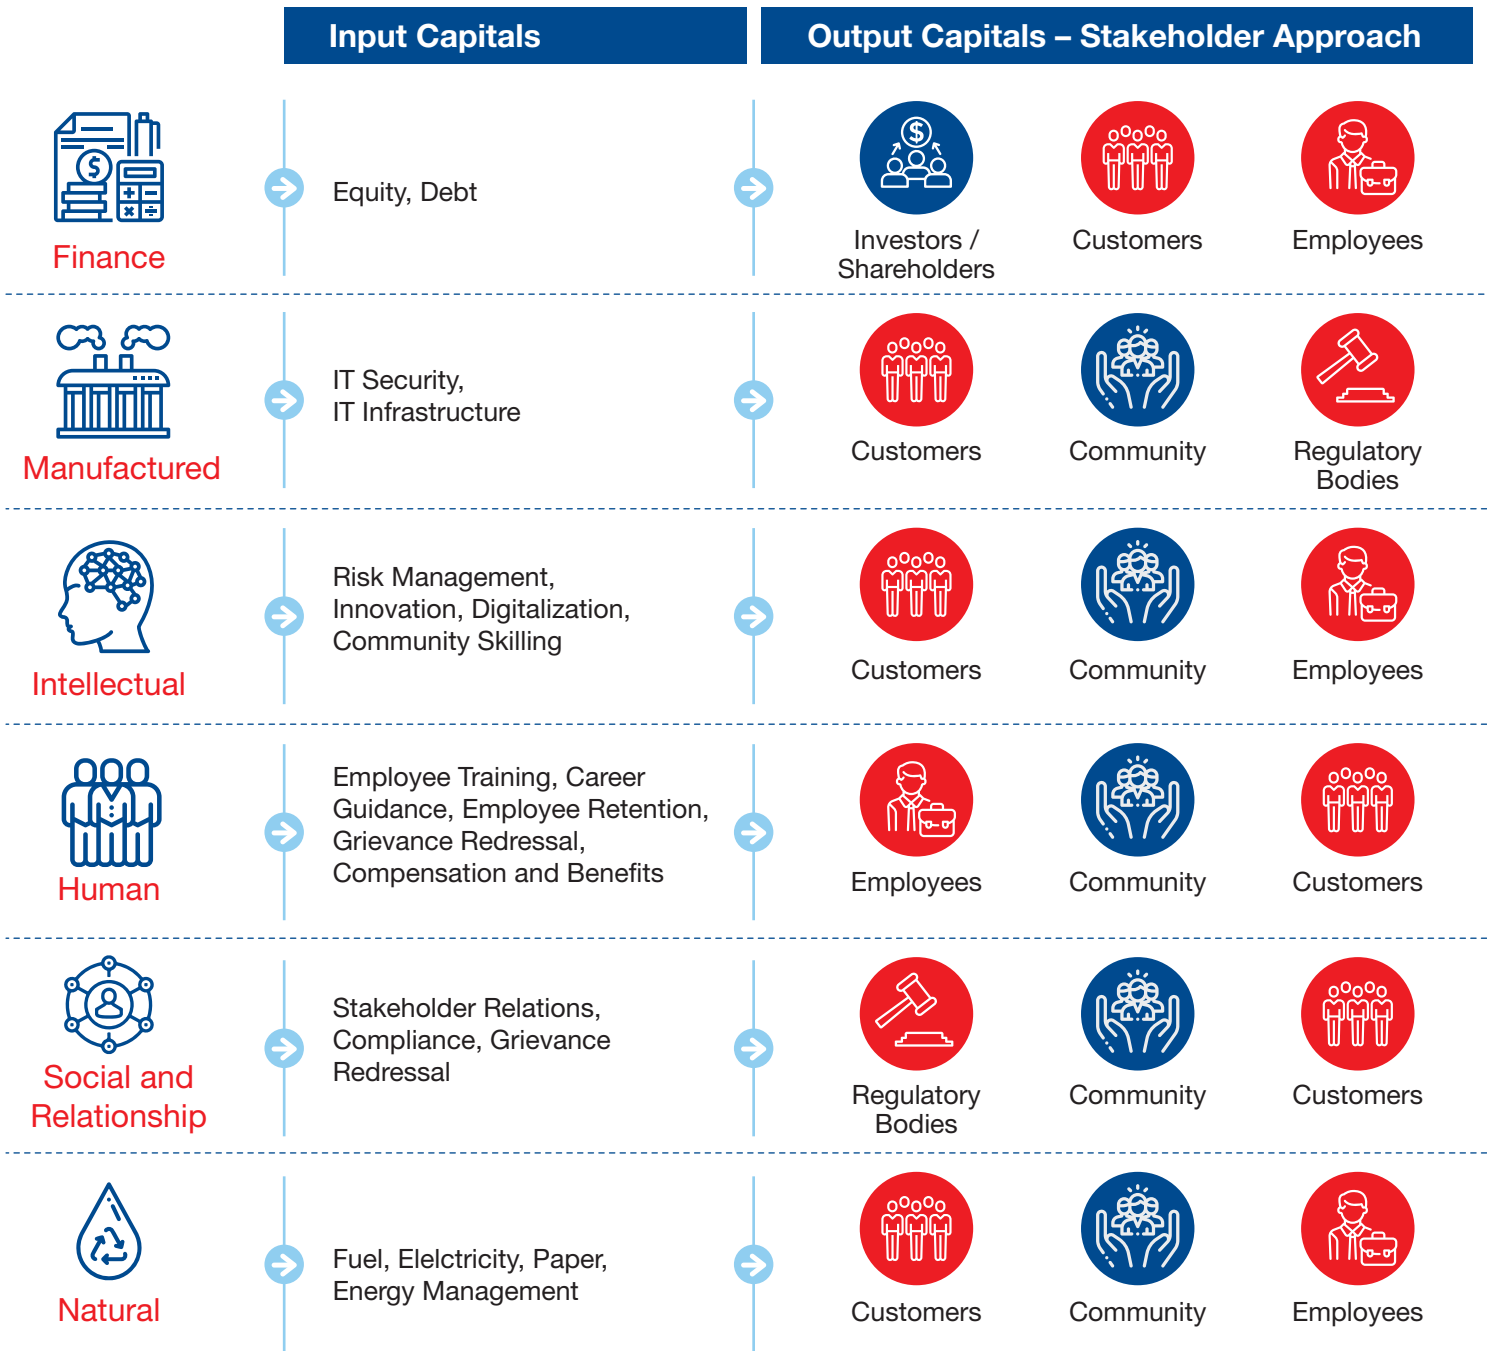 Input Capitals
Output Capitals – Stakeholder Approach
Finance
Equity, Debt
Investors /
Shareholders
Customers
Employees
Manufactured
IT Security,
IT Infrastructure
Customers
Community
Regulatory
Bodies
Intellectual
Risk Management,
Innovation, Digitalization,
Community Skilling
Customers
Community
Employees
Human
Employee Training, Career
Guidance, Employee Retention,
Grievance Redressal,
Compensation and Benefits
Employees
Community
Customers
Social and
Relationship
Stakeholder Relations,
Compliance, Grievance
Redressal
Regulatory
Bodies
Community
Customers
Natural
Fuel, Elelctricity, Paper,
Energy Management
Customers
Community
Employees